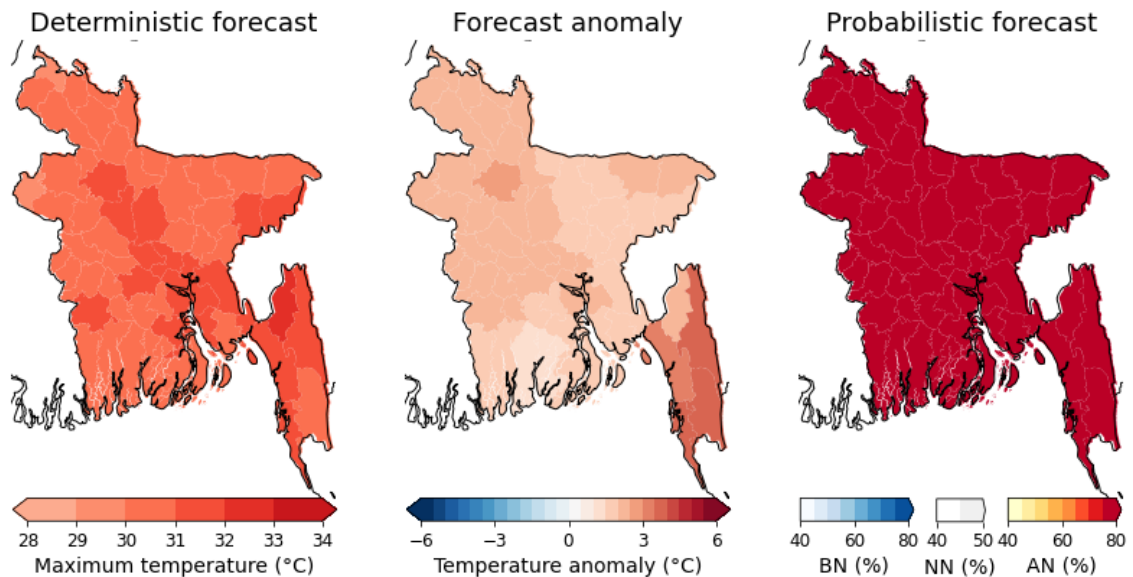 Deterministic forecast
Forecast anomaly
Probabilistic forecast
28 29 30 31 32 33 34
Maximum temperature (°C)
−6 −3 0 3 6
Temperature anomaly (°C)
40 60 80
BN (%)
40 50
NN (%)
40 60 80
AN (%)